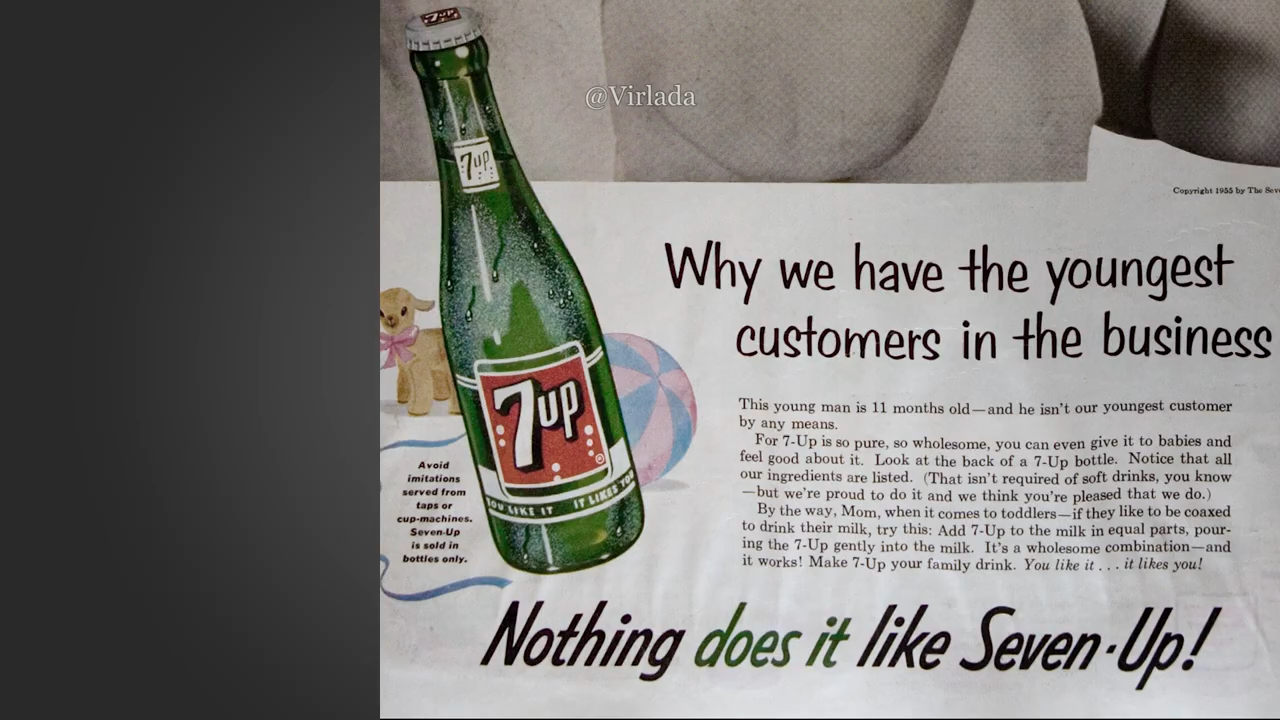 7up
@Virlada
7up
Copyright 1955 by The
Why we have the youngest
customers in the business
This young man is 11 months old—and he isn't our youngest customer
by any means.
For 7-Up is so pure, so wholesome, you can even give it to babies and
feel good about it. Look at the back of a 7-Up bottle. Notice that all
our ingredients are listed. (That isn't required of soft drinks, you know
—but we're proud to do it and we think you're pleased that we do.)
By the way, Mom, when it comes to toddlers—if they like to be coaxed
to drink their milk, try this: Add 7-Up to the milk in equal parts, pour-
ing the 7-Up gently into the milk. It's a wholesome combination—and
it works! Make 7-Up your family drink. You like it . . . it likes you!
7up
®
YOU LIKE IT IT LIKES YOU
Avoid
imitations
served from
taps or
cup-machines.
Seven-Up
is sold in
bottles only.
Nothing does it like Seven-Up!